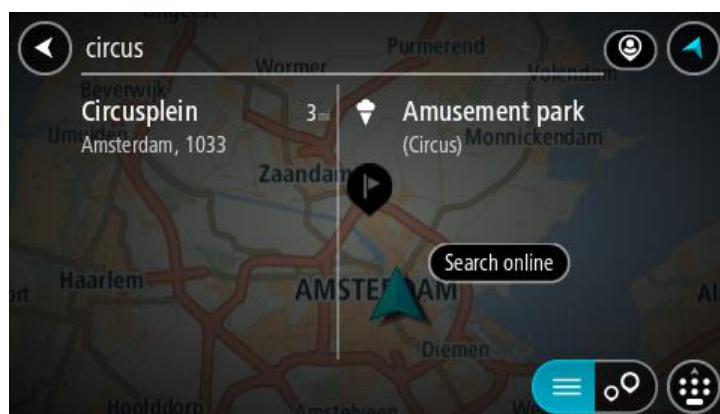 circus
Circusplein
3 mi
Amsterdam, 1033
Amusement park
(Circus)
Search online
Purmerend
Wormer
Volendam
Beverwijk
Monnickendam
Zaandam
Haarlem
AMSTERDAM
Diemen
Hoofddorp
Amstelveen